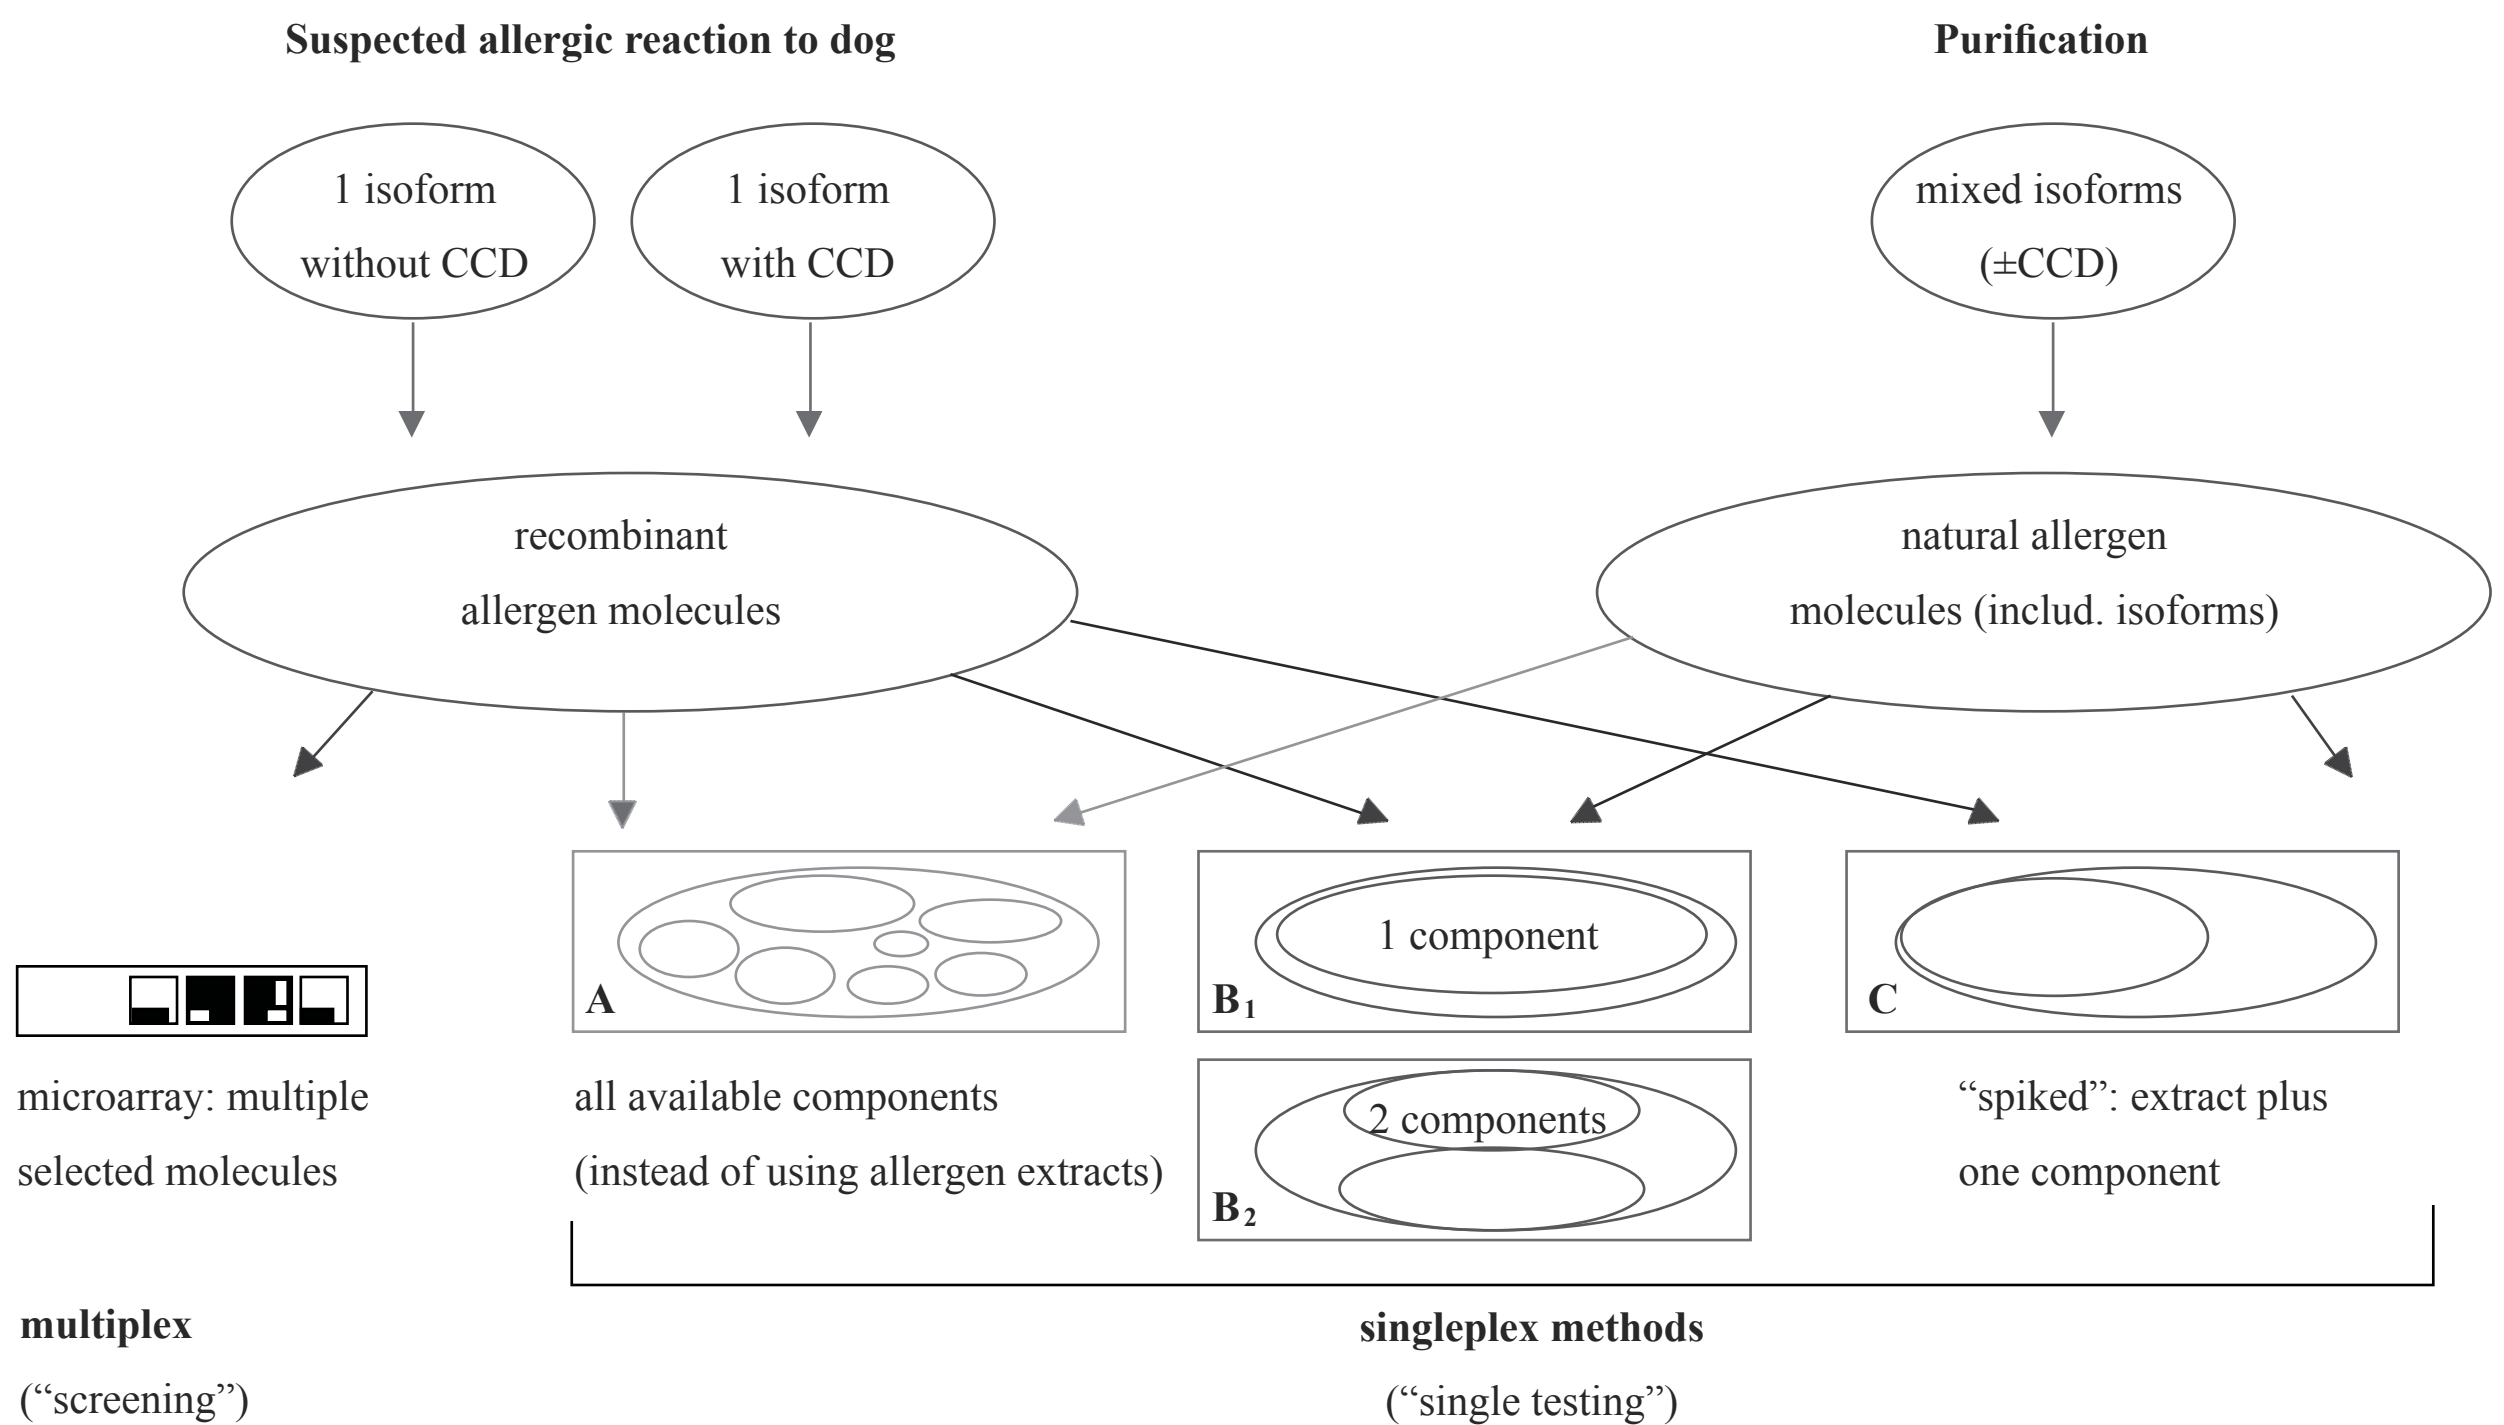 Suspected allergic reaction to dog
Purification
1 isoform
without CCD
1 isoform
with CCD
mixed isoforms
(±CCD)
recombinant
allergen molecules
natural allergen
molecules (includ. isoforms)
A
1 component
B₁
C
microarray: multiple
selected molecules
all available components
(instead of using allergen extracts)
2 components
B₂
“spiked”: extract plus
one component
multiplex
(“screening”)
singleplex methods
(“single testing”)